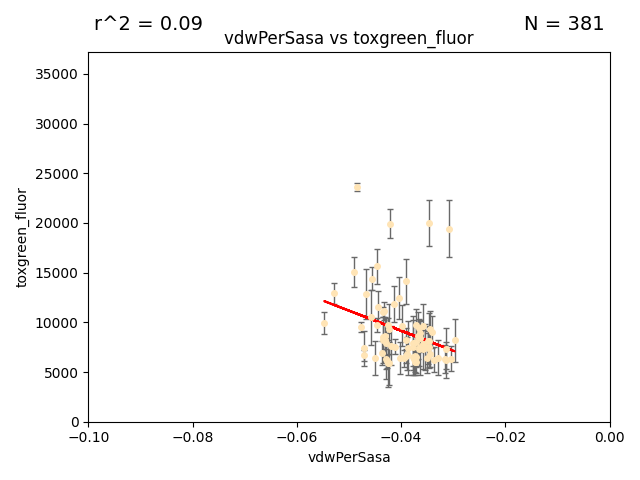 r^2 = 0.09
N = 381
vdwPerSasa vs toxgreen_fluor
35000
30000
25000
20000
15000
10000
5000
0
toxgreen_fluor
−0.10
−0.08
−0.06
−0.04
−0.02
0.00
vdwPerSasa